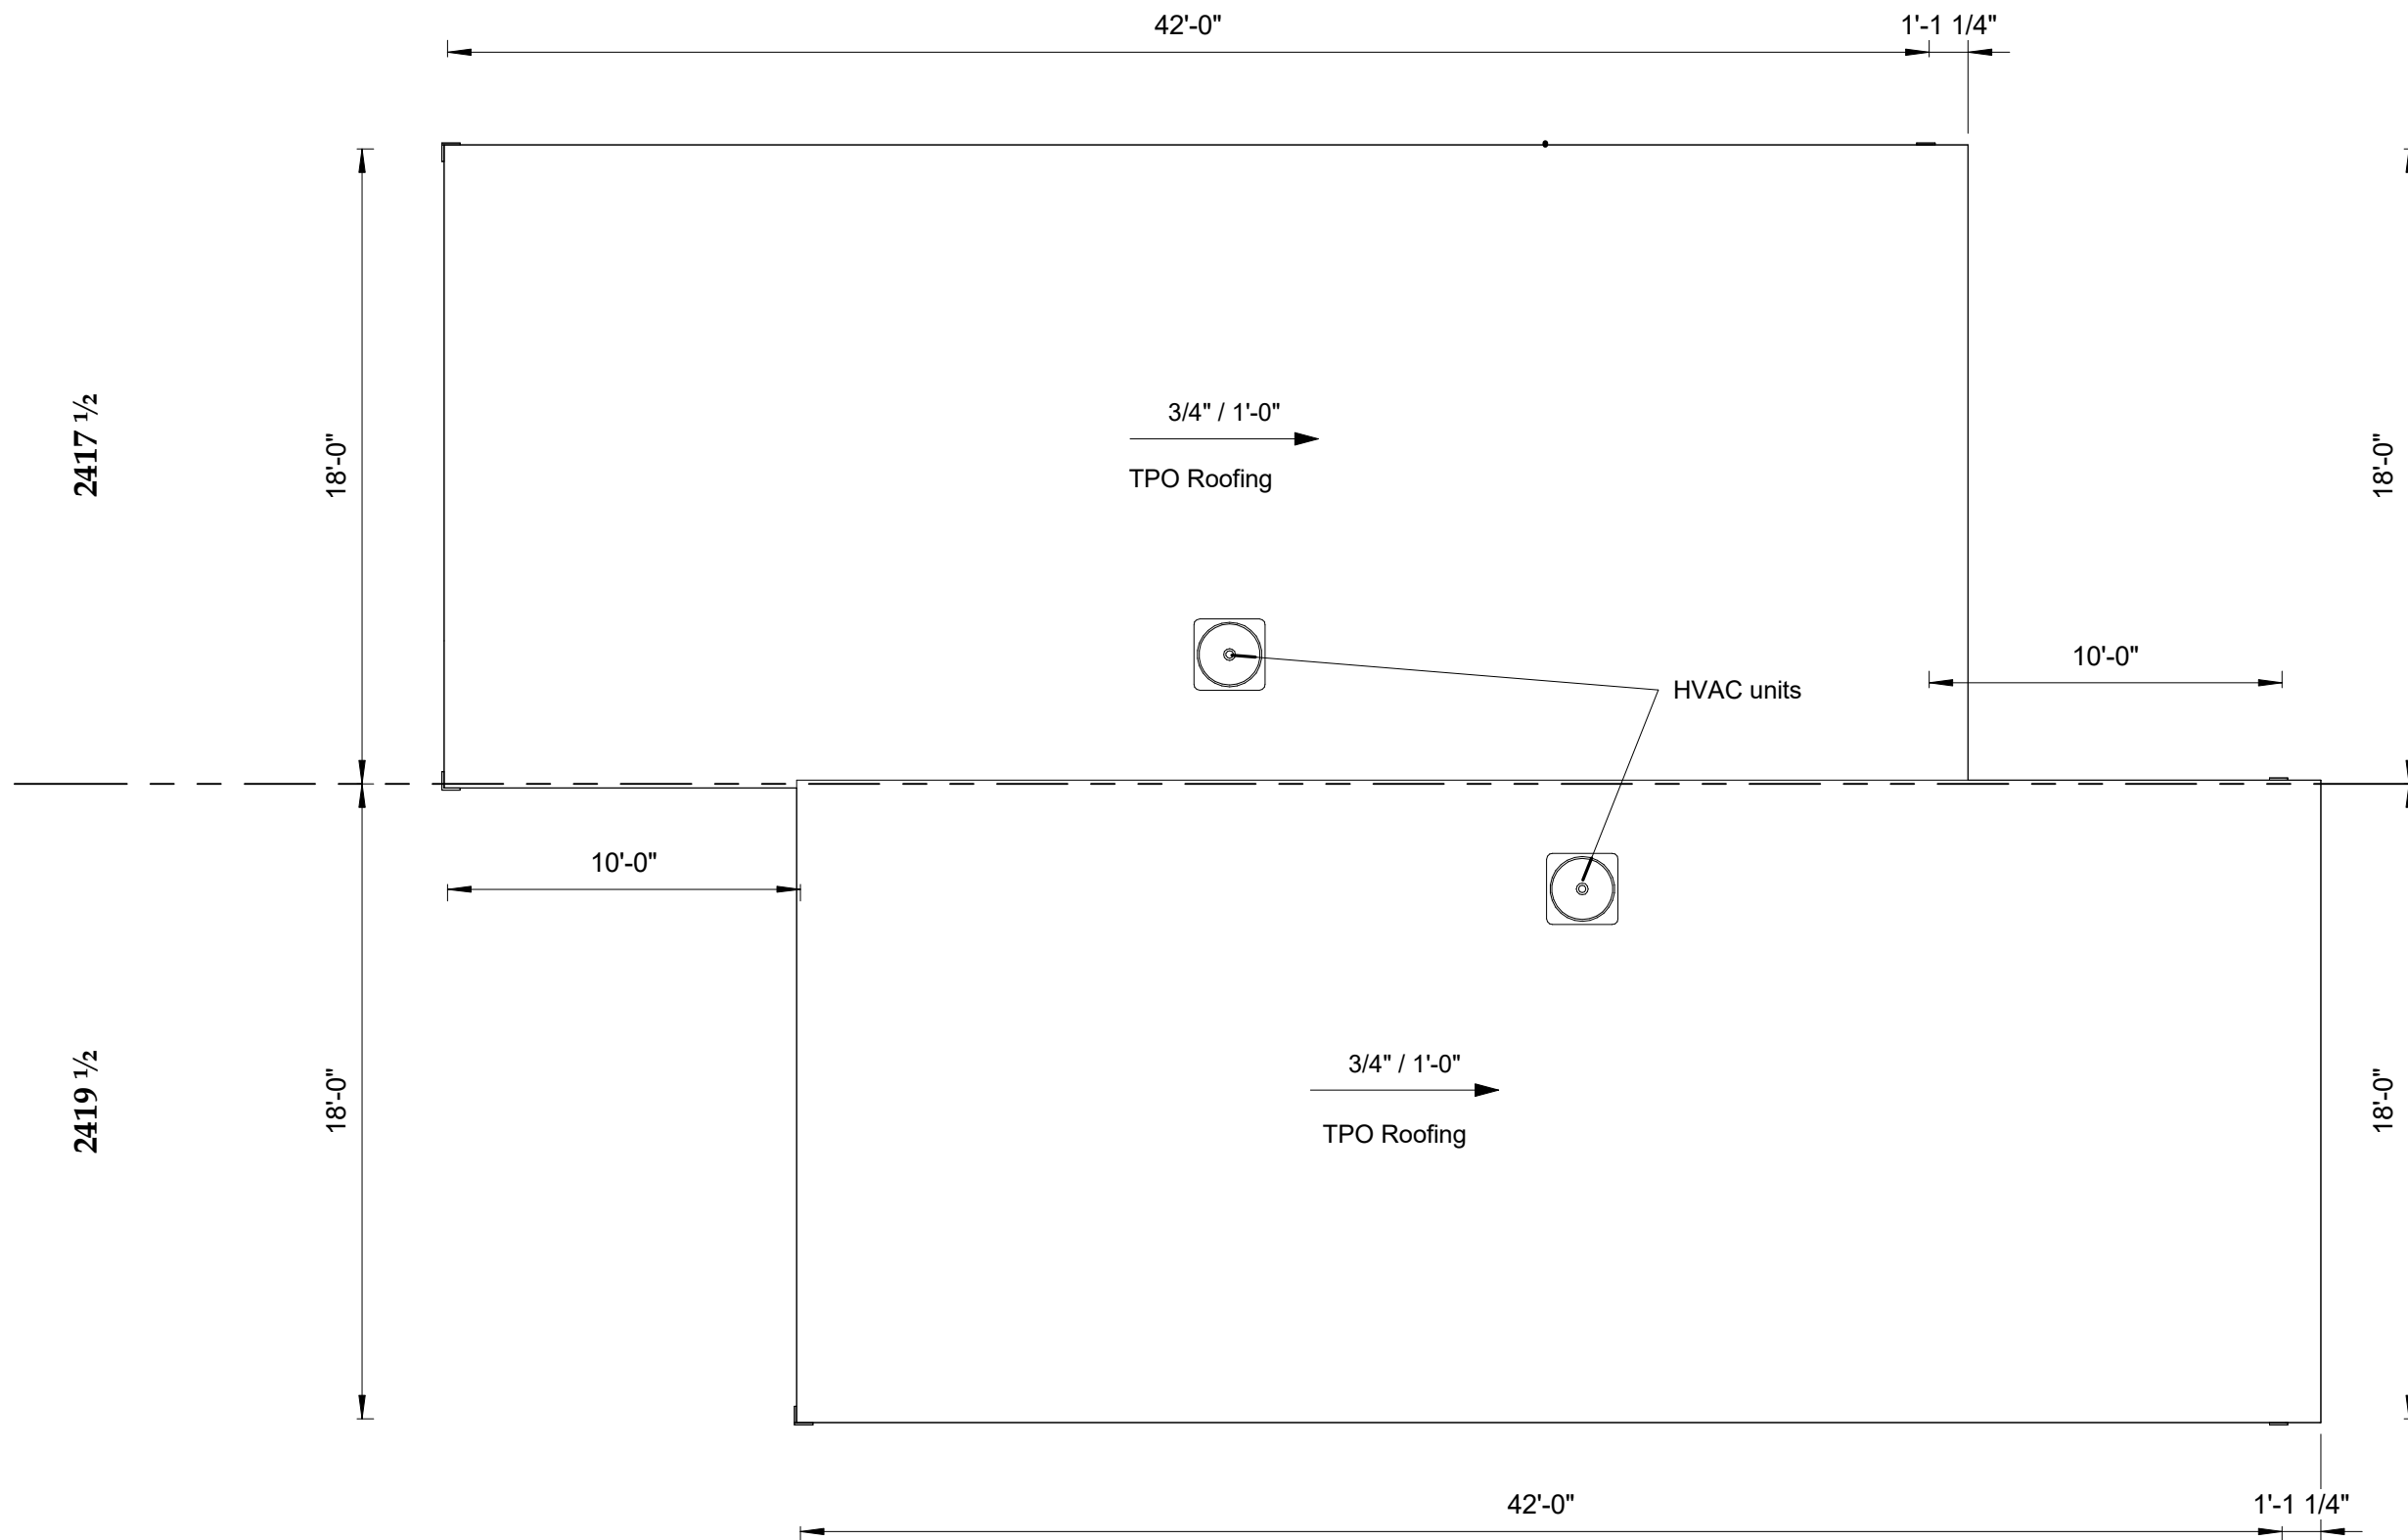 42'-0"
1'-1 1/4"
2417 ½
18'-0"
3/4" / 1'-0"
TPO Roofing
18'-0"
10'-0"
HVAC units
10'-0"
2419 ½
18'-0"
3/4" / 1'-0"
TPO Roofing
18'-0"
42'-0"
1'-1 1/4"